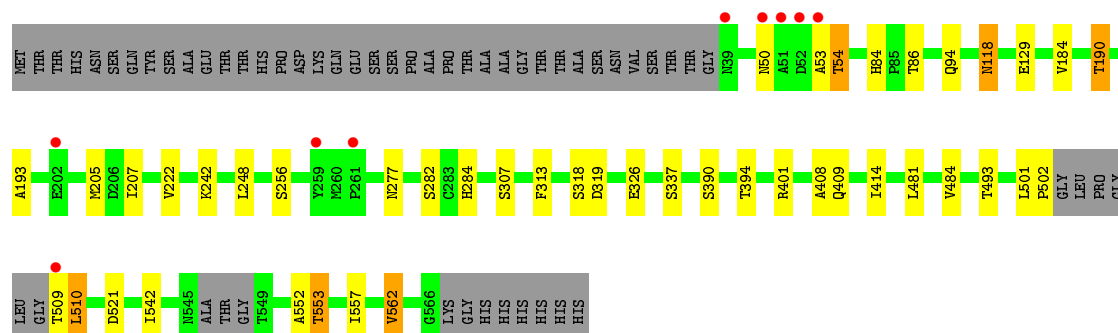 MET THR THR HIS ASN SER GLN TYR SER ALA GLU THR THR HIS PRO ASP LYS GLN GLU SER SER PRO ALA PRO THR ALA ALA GLY THR THR ALA SER ASN VAL SER THR THR GLY N39 N50 A51 D52 A53 T54 H84 P85 T86 Q94 N118 E129 V184 T190
A193 E202 M205 D206 I207 V222 K242 L248 S256 Y259 M260 P261 N277 S282 C283 H284 S307 F313 S318 D319 E326 S337 S390 T394 R401 A408 Q409 I414 L481 V484 T493 L501 P502 GLY LEU PRO GLY
LEU GLY T509 L510 D521 I542 N545 ALA THR GLY T549 A552 T553 I557 V562 G566 LYS GLY HIS HIS HIS HIS HIS HIS